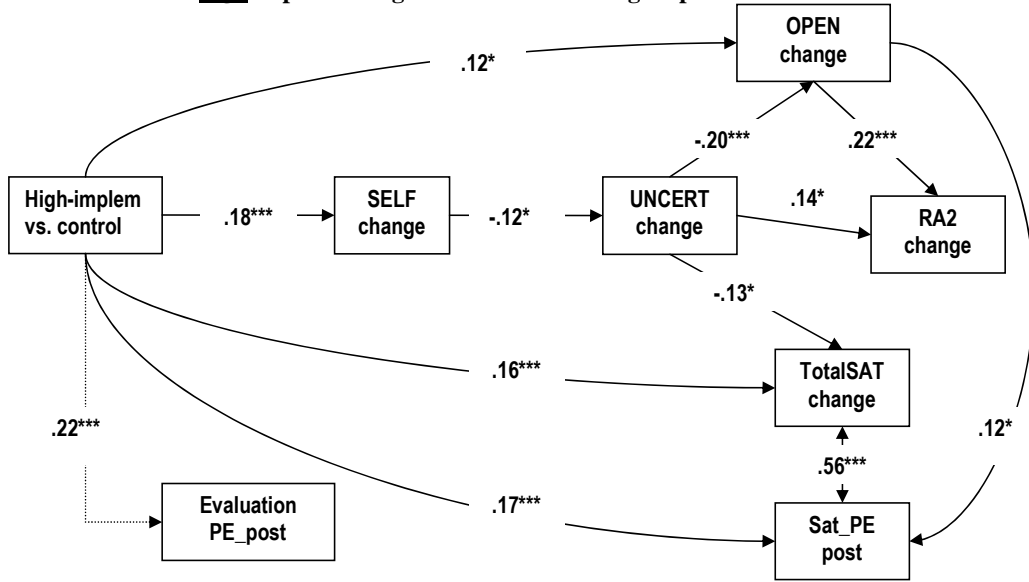 OPEN
change
.12*
-.20***
.22***
High-implem
vs. control
.18***
SELF
change
-.12*
UNCERT
change
.14*
RA2
change
-.13*
.16***
TotalSAT
change
.22***
.12*
.56***
Evaluation
PE_post
.17***
Sat_PE
post